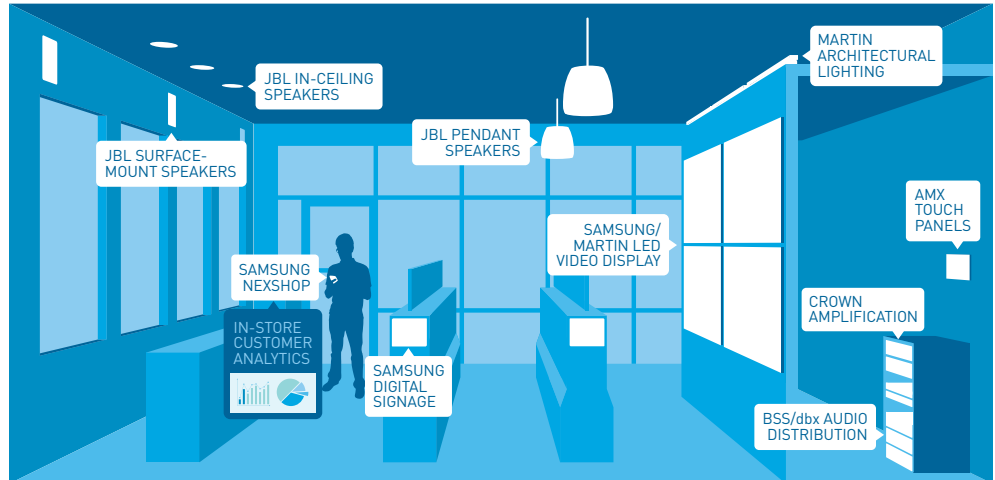 JBL IN-CEILING
SPEAKERS
JBL SURFACE-
MOUNT SPEAKERS
JBL PENDANT
SPEAKERS
MARTIN
ARCHITECTURAL
LIGHTING
AMX
TOUCH
PANELS
SAMSUNG/
MARTIN LED
VIDEO DISPLAY
SAMSUNG
NEXSHOP
IN-STORE
CUSTOMER
ANALYTICS
SAMSUNG
DIGITAL
SIGNAGE
CROWN
AMPLIFICATION
BSS/dbx AUDIO
DISTRIBUTION